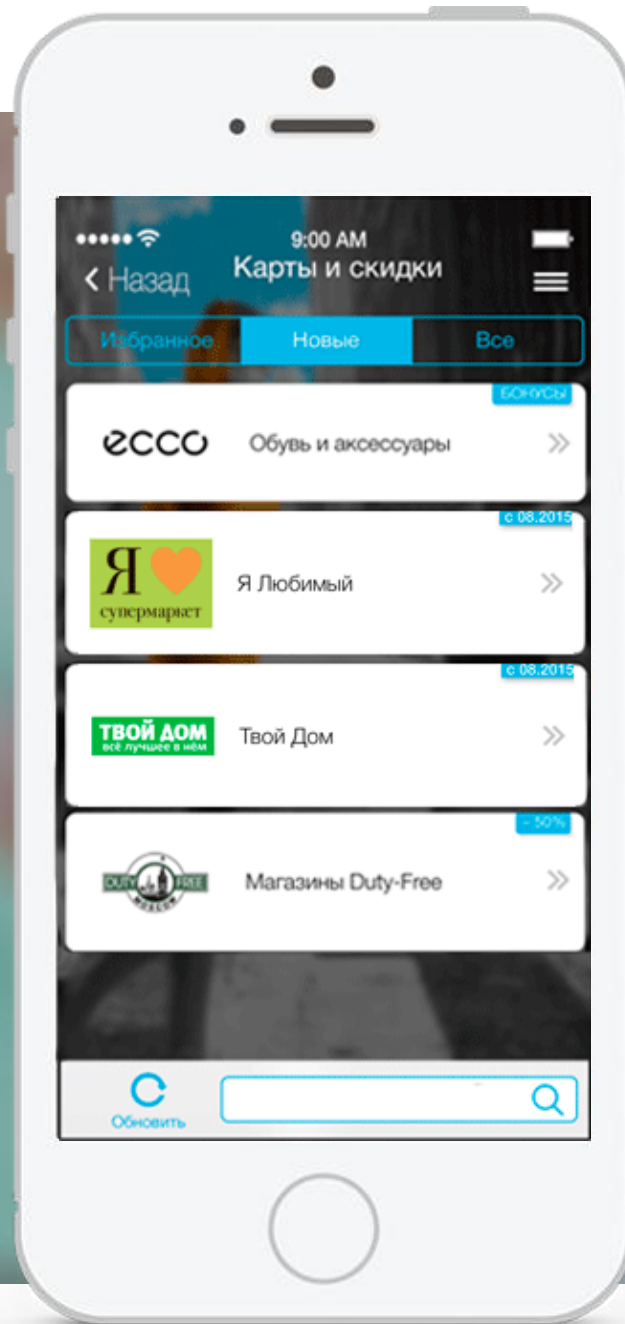 9:00 AM
Назад
Карты и скидки
Избранное
Новые
Все
БОНУСЫ
ecco
Обувь и аксессуары
с 08.2015
Я
супермаркет
Я Любимый
с 08.2015
ТВОЙ ДОМ
всё лучшее в нём
Твой Дом
- 50%
DUTY FREE
MOSCOW
Магазины Duty-Free
Обновить